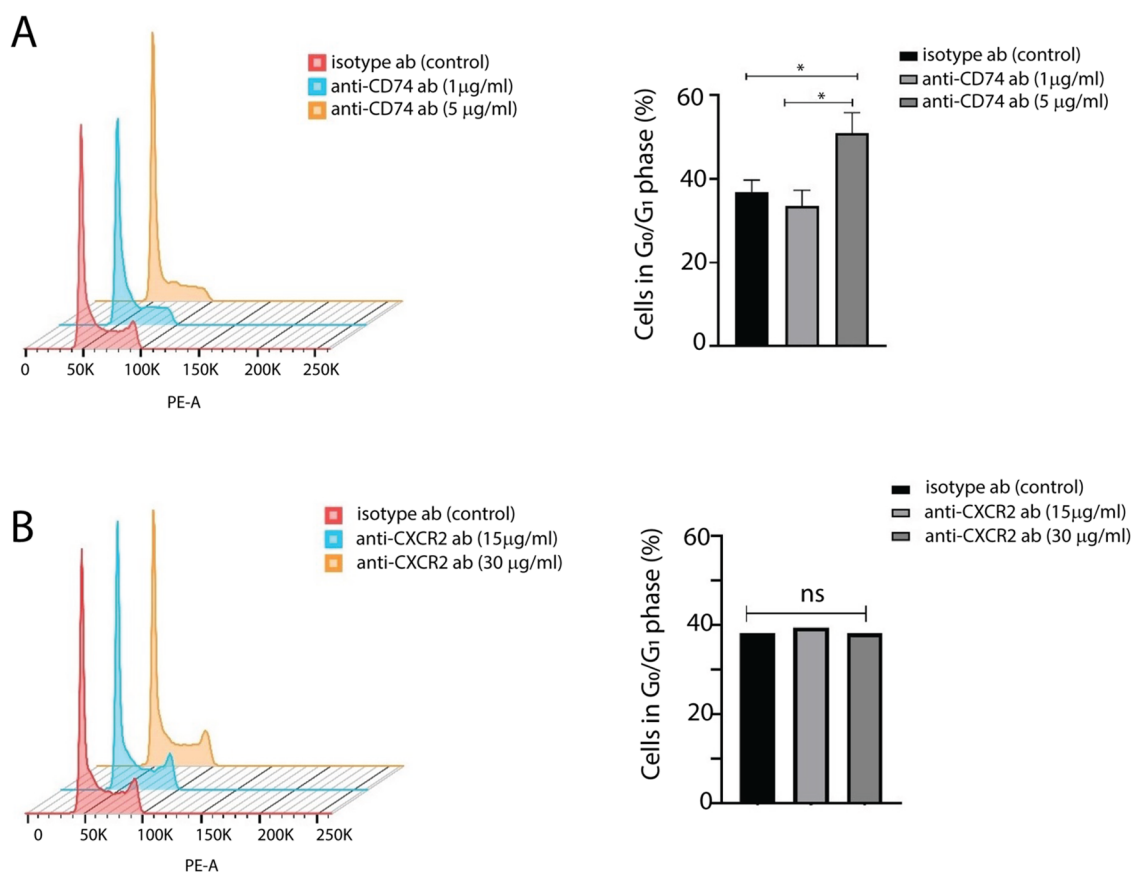 A
isotype ab (control)
anti-CD74 ab (1μg/ml)
anti-CD74 ab (5 μg/ml)
0 50K 100K 150K 200K 250K
PE-A
isotype ab (control)
anti-CD74 ab (1μg/ml)
anti-CD74 ab (5 μg/ml)
*
*
Cells in G0/G1 phase (%)
60
40
20
0
B
isotype ab (control)
anti-CXCR2 ab (15μg/ml)
anti-CXCR2 ab (30 μg/ml)
0 50K 100K 150K 200K 250K
PE-A
isotype ab (control)
anti-CXCR2 ab (15μg/ml)
anti-CXCR2 ab (30 μg/ml)
ns
Cells in G0/G1 phase (%)
60
40
20
0